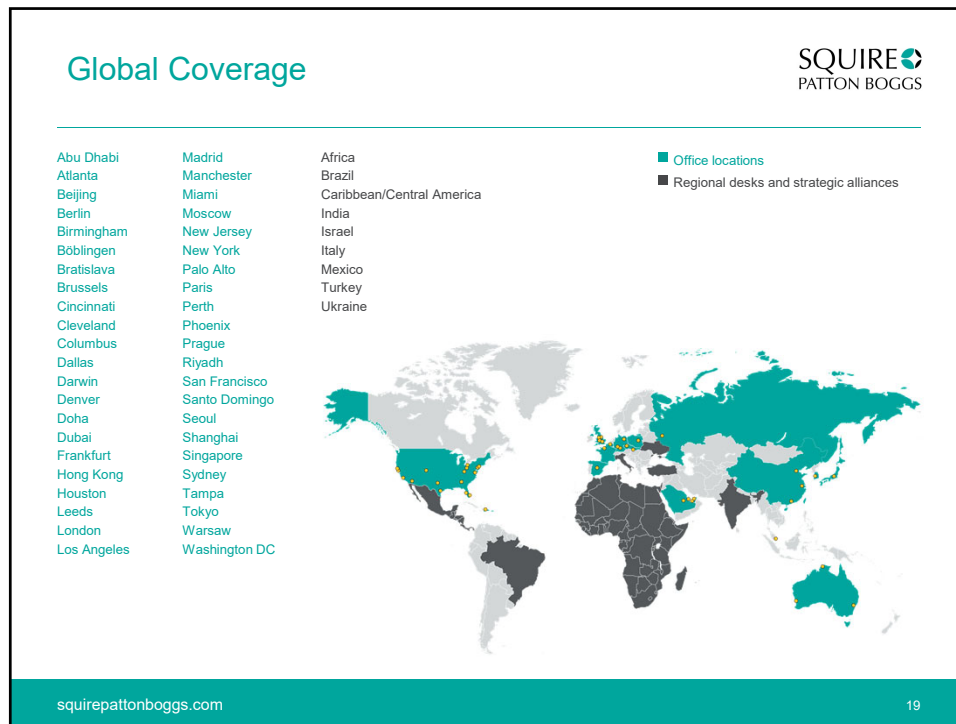 Global Coverage
SQUIRE
PATTON BOGGS
Abu Dhabi
Atlanta
Beijing
Berlin
Birmingham
Böblingen
Bratislava
Brussels
Cincinnati
Cleveland
Columbus
Dallas
Darwin
Denver
Doha
Dubai
Frankfurt
Hong Kong
Houston
Leeds
London
Los Angeles
Madrid
Manchester
Miami
Moscow
New Jersey
New York
Palo Alto
Paris
Perth
Phoenix
Prague
Riyadh
San Francisco
Santo Domingo
Seoul
Shanghai
Singapore
Sydney
Tampa
Tokyo
Warsaw
Washington DC
Africa
Brazil
Caribbean/Central America
India
Israel
Italy
Mexico
Turkey
Ukraine
Office locations
Regional desks and strategic alliances
squirepattonboggs.com
19